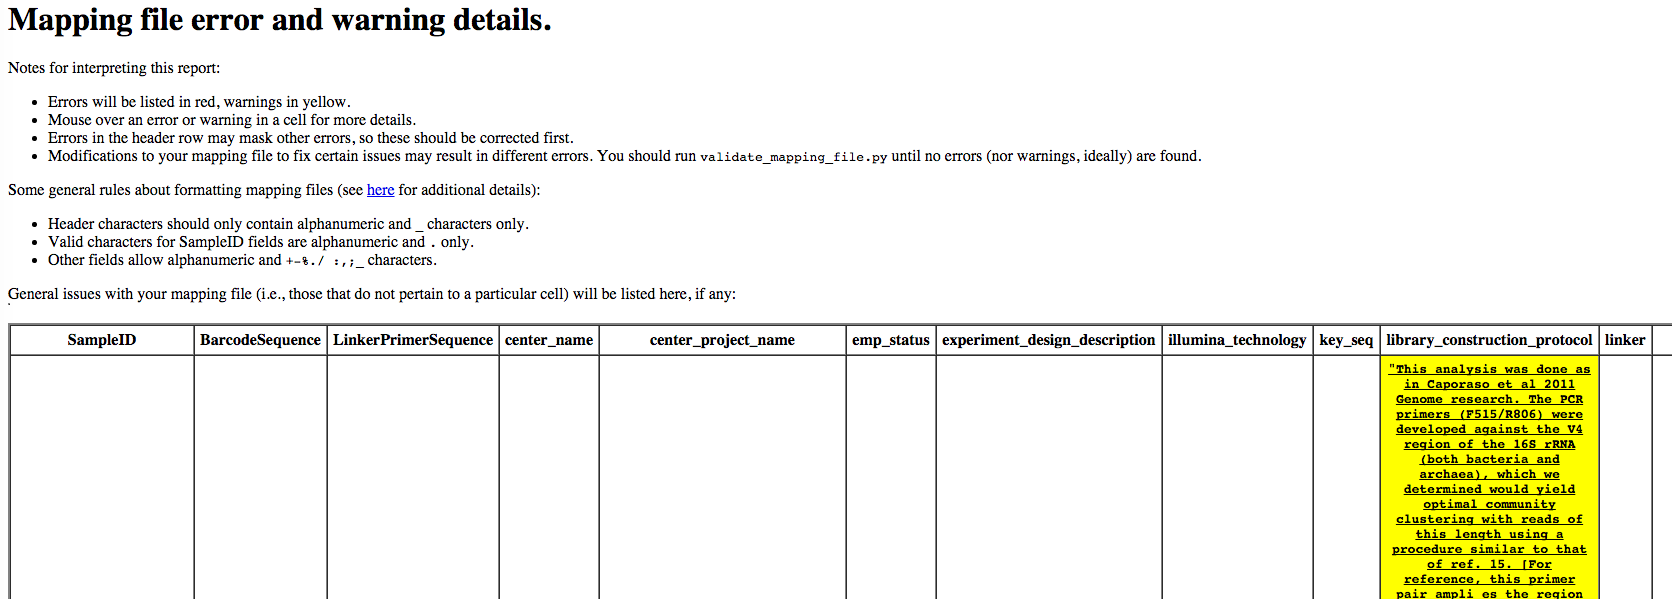 Mapping file error and warning details.
Notes for interpreting this report:
• Errors will be listed in red, warnings in yellow.
• Mouse over an error or warning in a cell for more details.
• Errors in the header row may mask other errors, so these should be corrected first.
• Modifications to your mapping file to fix certain issues may result in different errors. You should run validate_mapping_file.py until no errors (nor warnings, ideally) are found.
Some general rules about formatting mapping files (see here for additional details):
• Header characters should only contain alphanumeric and _ characters only.
• Valid characters for SampleID fields are alphanumeric and . only.
• Other fields allow alphanumeric and +-%./ :,;_ characters.
General issues with your mapping file (i.e., those that do not pertain to a particular cell) will be listed here, if any:
SampleID BarcodeSequence LinkerPrimerSequence center_name center_project_name emp_status experiment_design_description illumina_technology key_seq library_construction_protocol linker
"This analysis was done as
in Caporaso et al 2011
Genome research. The PCR
primers (F515/R806) were
developed against the V4
region of the 16S rRNA
(both bacteria and
archaea), which we
determined would yield
optimal community
clustering with reads of
this length using a
procedure similar to that
of ref. 15. [For
reference, this primer
pair ampli es the region